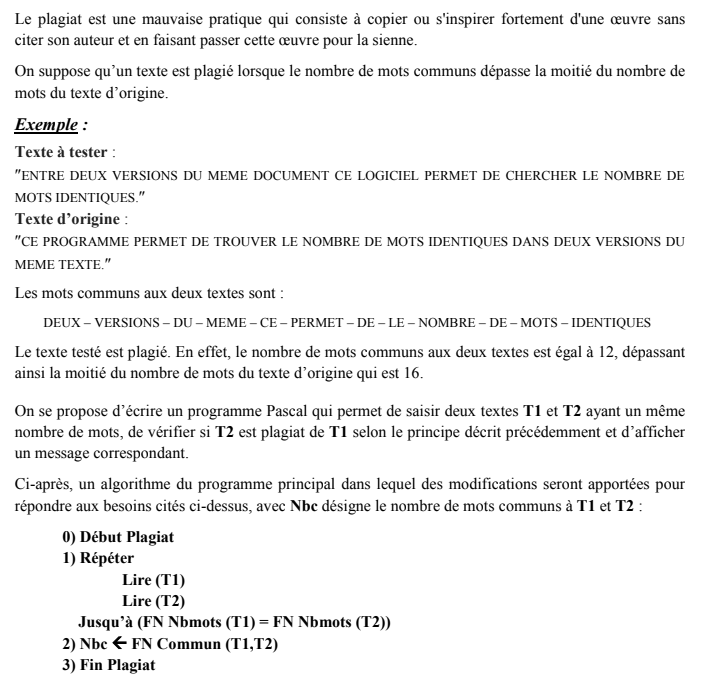 Le plagiat est une mauvaise pratique qui consiste à copier ou s'inspirer fortement d'une œuvre sans
citer son auteur et en faisant passer cette œuvre pour la sienne.
On suppose qu’un texte est plagié lorsque le nombre de mots communs dépasse la moitié du nombre de
mots du texte d’origine.
Exemple :
Texte à tester :
"ENTRE DEUX VERSIONS DU MEME DOCUMENT CE LOGICIEL PERMET DE CHERCHER LE NOMBRE DE
MOTS IDENTIQUES."
Texte d’origine :
"CE PROGRAMME PERMET DE TROUVER LE NOMBRE DE MOTS IDENTIQUES DANS DEUX VERSIONS DU
MEME TEXTE."
Les mots communs aux deux textes sont :
DEUX – VERSIONS – DU – MEME – CE – PERMET – DE – LE – NOMBRE – DE – MOTS – IDENTIQUES
Le texte testé est plagié. En effet, le nombre de mots communs aux deux textes est égal à 12, dépassant
ainsi la moitié du nombre de mots du texte d’origine qui est 16.
On se propose d’écrire un programme Pascal qui permet de saisir deux textes T1 et T2 ayant un même
nombre de mots, de vérifier si T2 est plagiat de T1 selon le principe décrit précédemment et d’afficher
un message correspondant.
Ci-après, un algorithme du programme principal dans lequel des modifications seront apportées pour
répondre aux besoins cités ci-dessus, avec Nbc désigne le nombre de mots communs à T1 et T2 :
0) Début Plagiat
1) Répéter
Lire (T1)
Lire (T2)
Jusqu’à (FN Nbmots (T1) = FN Nbmots (T2))
2) Nbc ← FN Commun (T1,T2)
3) Fin Plagiat